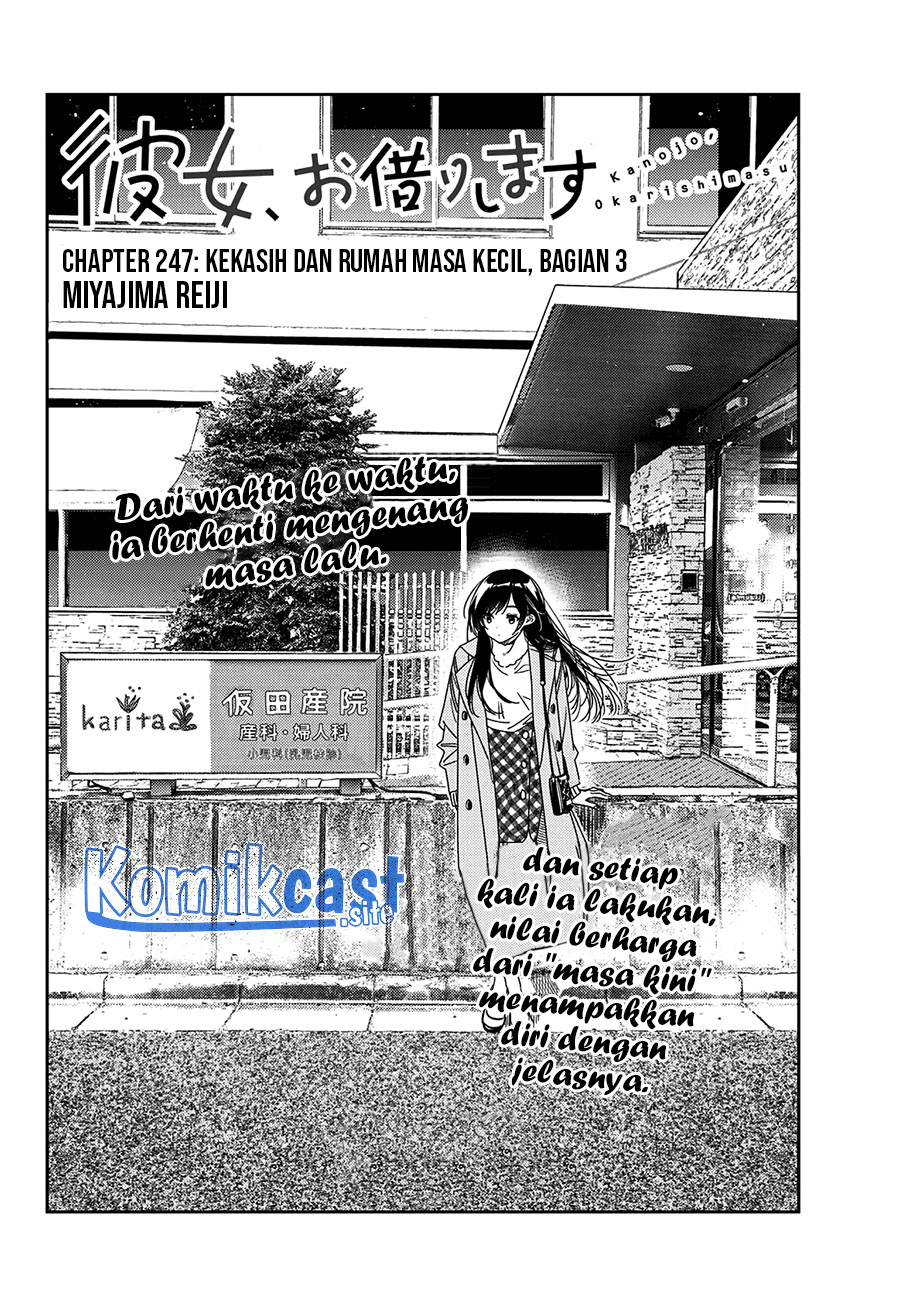 彼女、お借りします
Kanojo,
Okarishimasu
CHAPTER 247: KEKASIH DAN RUMAH MASA KECIL, BAGIAN 3
MIYAJIMA REIJI
Dari waktu ke waktu,
ia berhenti mengenang
masa lalu.
karita
仮田産院
産科・婦人科
Komikcast
.site
dan setiap
kali ia lakukan,
nilai berharga
dari "masa kini"
menampakkan
diri dengan
jelasnya.